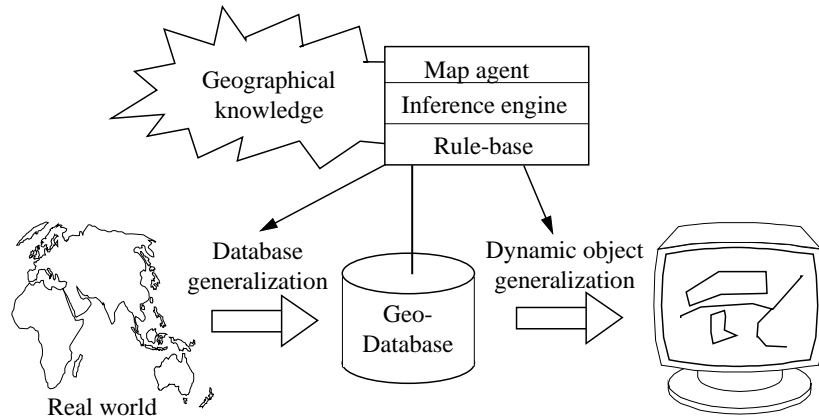 Geographical
knowledge
Map agent
Inference engine
Rule-base
Database
generalization
Dynamic object
generalization
Geo-
Database
Real world